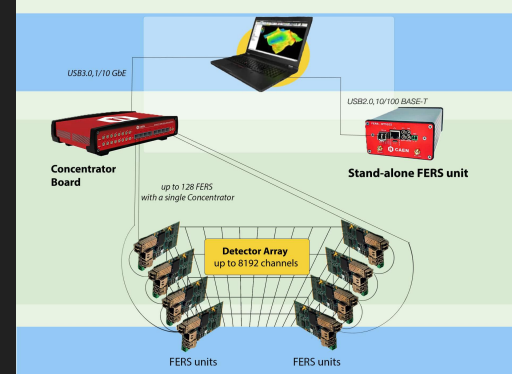 USB3.0,1/10 GbE
USB2.0,10/100 BASE-T
CAEN
Concentrator
Board
Stand-alone FERS unit
up to 128 FERS
with a single Concentrator
Detector Array
up to 8192 channels
FERS units
FERS units